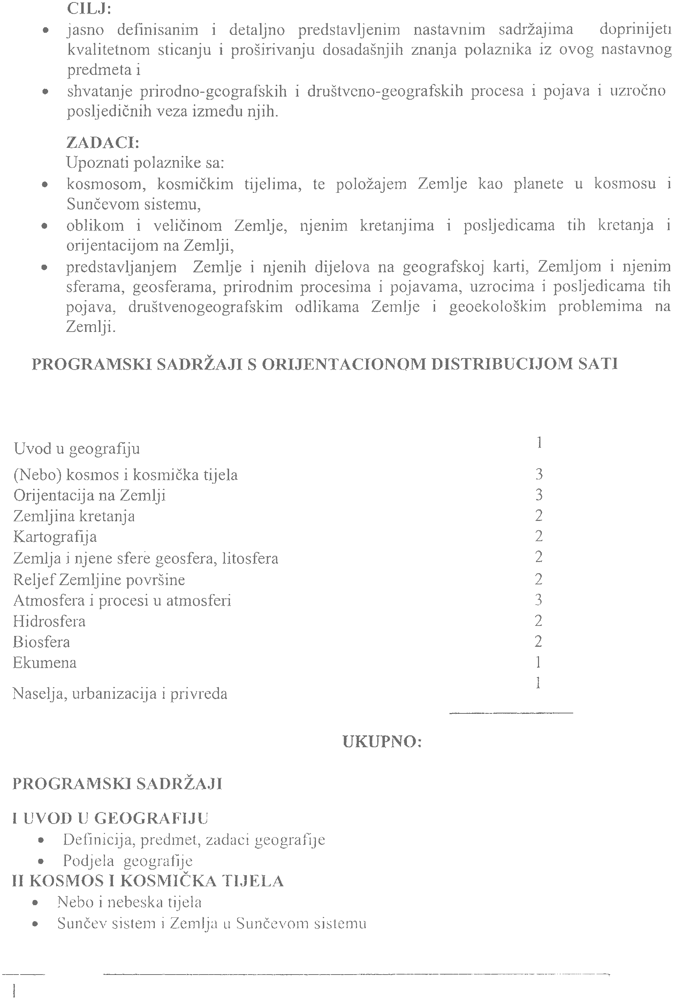 CILJ:
• jasno definisanim i detaljno predstavljenim nastavnim sadržajima doprinijeti
kvalitetnom sticanju i proširivanju dosadašnjih znanja polaznika iz ovog nastavnog
predmeta i
• shvatanje prirodno-geografskih i društveno-geografskih procesa i pojava i uzročno
posljedičnih veza između njih.
ZADACI:
Upoznati polaznike sa:
• kosmosom, kosmičkim tijelima, te položajem Zemlje kao planete u kosmosu i
Sunčevom sistemu,
• oblikom i veličinom Zemlje, njenim kretanjima i posljedicama tih kretanja i
orijentacijom na Zemlji,
• predstavljanjem Zemlje i njenih dijelova na geografskoj karti, Zemljom i njenim
sferama, geosferama, prirodnim procesima i pojavama, uzrocima i posljedicama tih
pojava, društvenogeografskim odlikama Zemlje i geoekološkim problemima na
Zemlji.
PROGRAMSKI SADRŽAJI S ORIJENTACIONOM DISTRIBUCIJOM SATI
Uvod u geografiju 1
(Nebo) kosmos i kosmička tijela 3
Orijentacija na Zemlji 3
Zemljina kretanja 2
Kartografija 2
Zemlja i njene sfere geosfera, litosfera 2
Reljef Zemljine površine 2
Atmosfera i procesi u atmosferi 3
Hidrosfera 2
Biosfera 2
Ekumena 1
Naselja, urbanizacija i privreda 1
UKUPNO:
PROGRAMSKI SADRŽAJI
I UVOD U GEOGRAFIJU
• Definicija, predmet, zadaci geografije
• Podjela geografije
II KOSMOS I KOSMIČKA TIJELA
• Nebo i nebeska tijela
• Sunčev sistem i Zemlja u Sunčevom sistemu